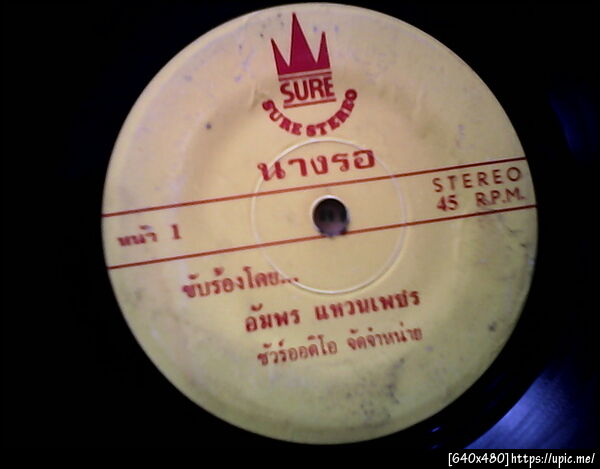 SURE
SURE STEREO
นางรอ
STEREO
45 R.P.M.
หน้า 1
ขับร้องโดย...
อัมพร แหวนเพชร
ชัวร์ออดิโอ จัดจำหน่าย
[640x480]https://upic.me/